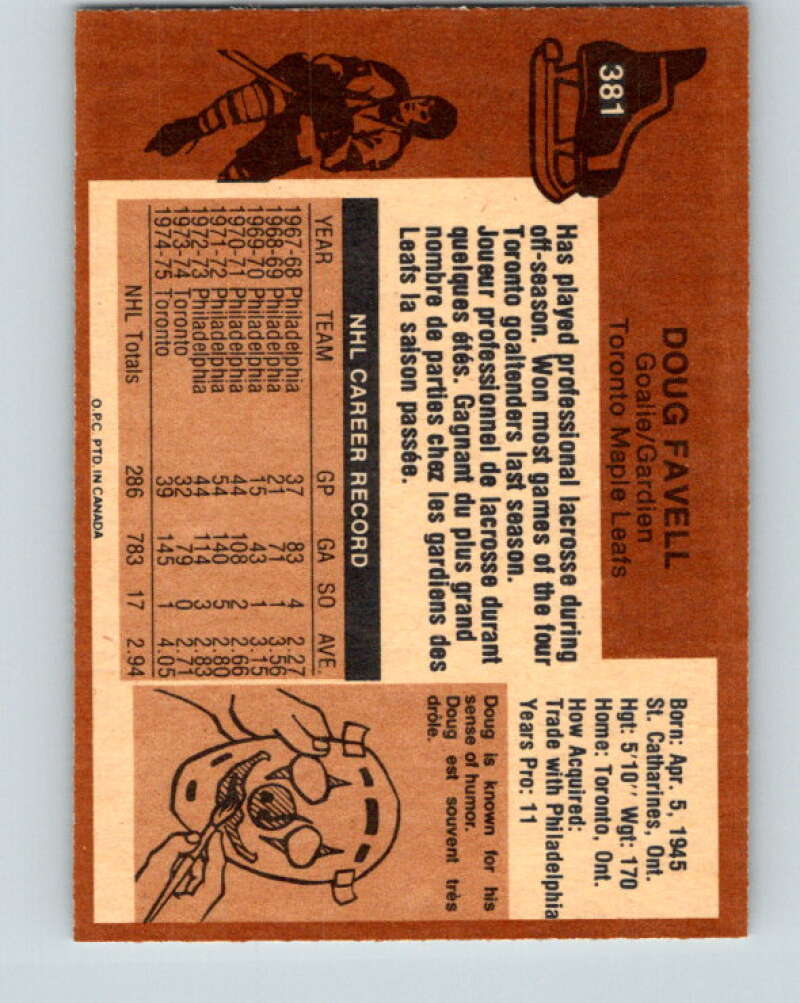 381
DOUG FAVELL
Goalie/Gardien
Toronto Maple Leafs
Born: Apr. 5, 1945
St. Catharines, Ont.
Hgt: 5'10'' Wgt: 170
Home: Toronto, Ont.
How Acquired:
Trade with Philadelphia
Years Pro: 11
Has played professional lacrosse during
off-season. Won most games of the four
Toronto goaltenders last season.
Joueur professionnel de lacrosse durant
quelques étés. Gagnant du plus grand
nombre de parties chez les gardiens des
Leafs la saison passée.
NHL CAREER RECORD
YEAR TEAM GP GA SO AVE.
1967-68 Philadelphia 37 83 4 2.27
1968-69 Philadelphia 21 71 1 3.56
1969-70 Philadelphia 15 43 1 3.15
1970-71 Philadelphia 44 108 2 2.66
1971-72 Philadelphia 54 140 5 2.80
1972-73 Philadelphia 44 114 3 2.83
1973-74 Toronto 32 79 0 2.71
1974-75 Toronto 39 145 1 4.05
NHL Totals 286 783 17 2.94
Doug is known for his
sense of humor.
Doug est souvent très
drôle.
O.P.C. PTD. IN CANADA